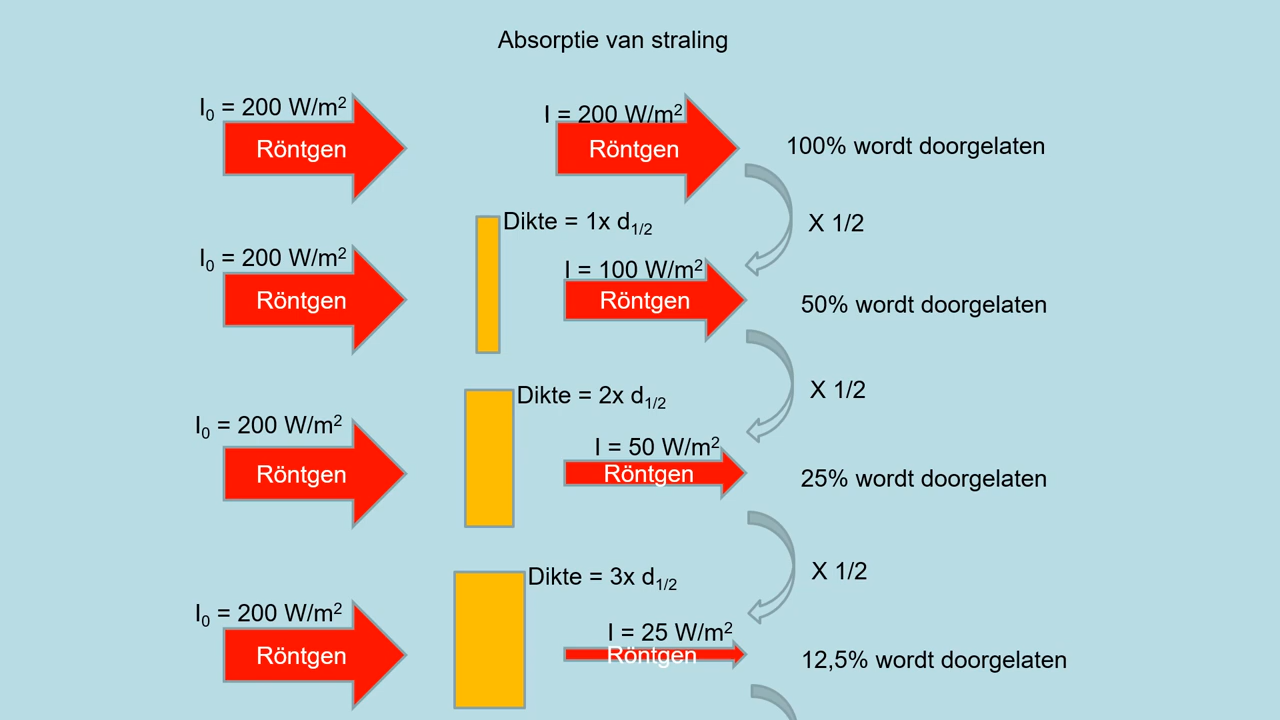 Absorptie van straling
I₀ = 200 W/m²
Röntgen
I = 200 W/m²
Röntgen
100% wordt doorgelaten
X 1/2
Dikte = 1x d₁/₂
I₀ = 200 W/m²
Röntgen
I = 100 W/m²
Röntgen
50% wordt doorgelaten
X 1/2
Dikte = 2x d₁/₂
I₀ = 200 W/m²
Röntgen
I = 50 W/m²
Röntgen
25% wordt doorgelaten
X 1/2
Dikte = 3x d₁/₂
I₀ = 200 W/m²
Röntgen
I = 25 W/m²
Röntgen
12,5% wordt doorgelaten